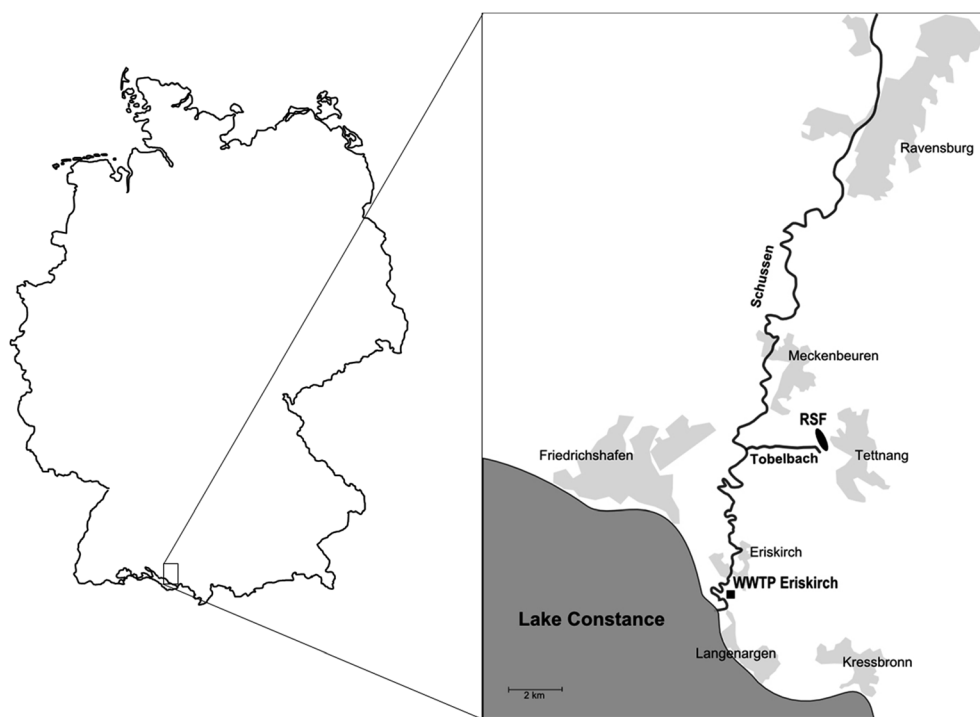 Ravensburg
Schussen
Meckenbeuren
RSF
Friedrichshafen
Tobelbach
Tettnang
Eriskirch
WWTP Eriskirch
Lake Constance
Langenargen
Kressbronn
2 km